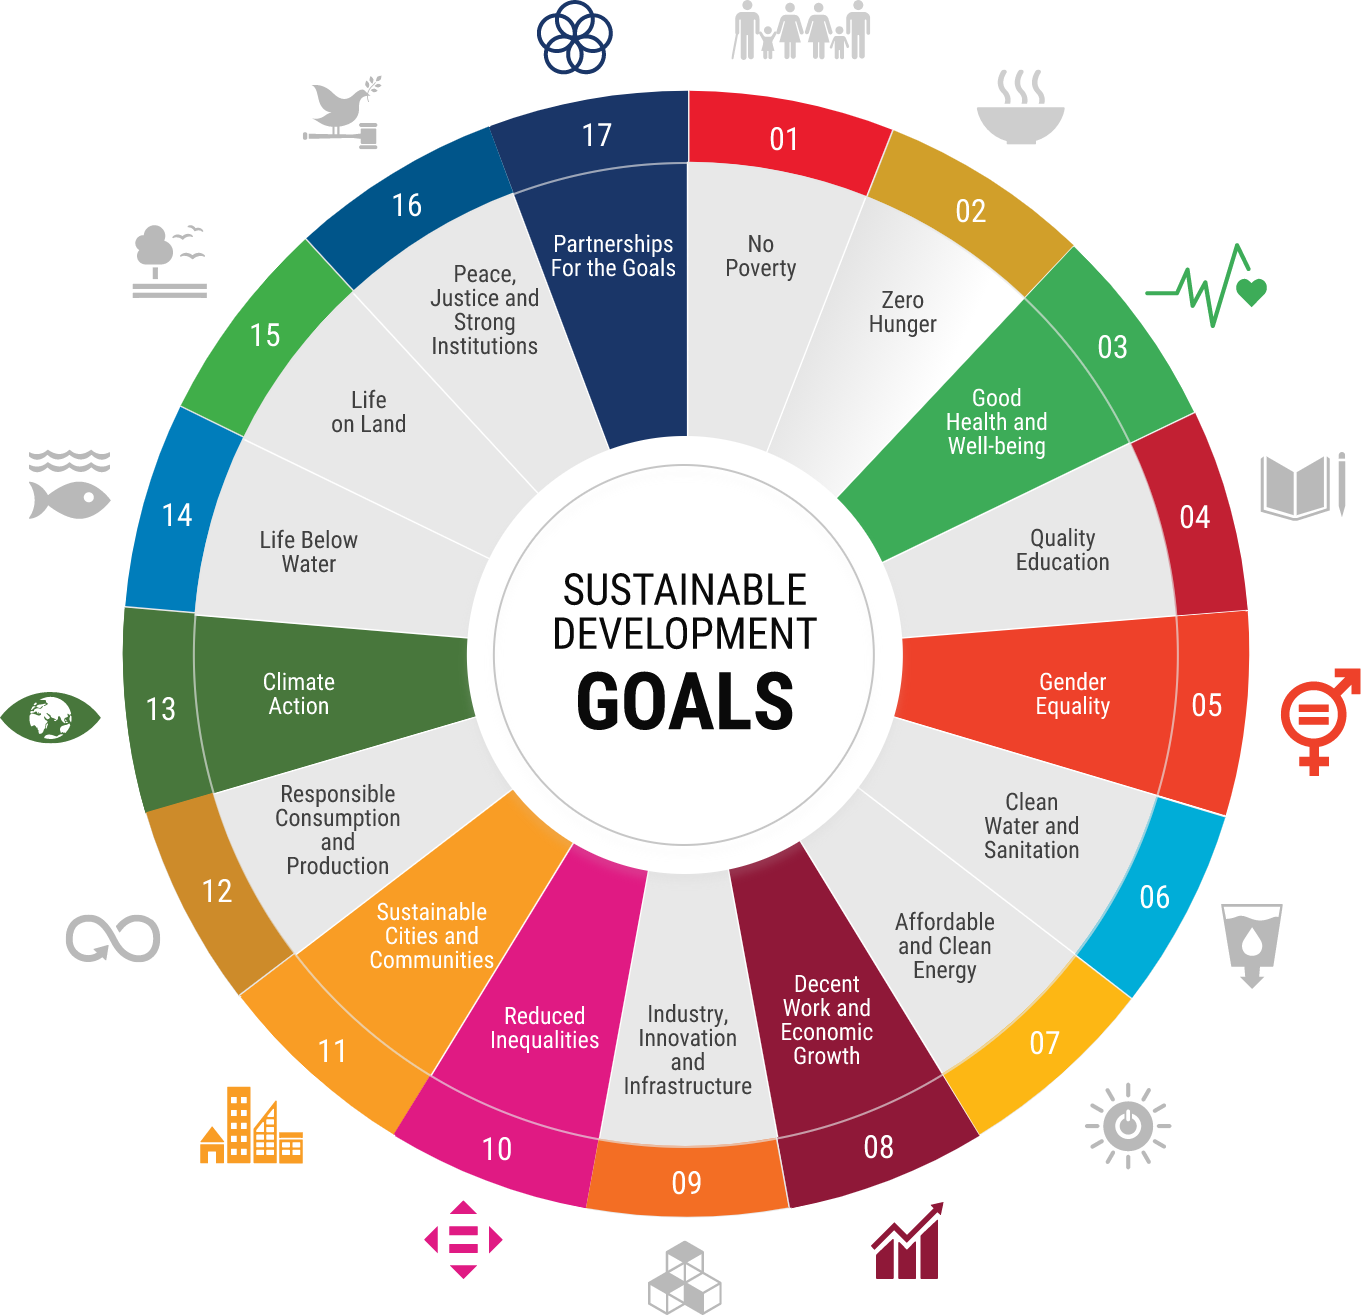 SUSTAINABLE
DEVELOPMENT
GOALS
01
No
Poverty
02
Zero
Hunger
03
Good
Health and
Well-being
04
Quality
Education
05
Gender
Equality
06
Clean
Water and
Sanitation
07
Affordable
and Clean
Energy
08
Decent
Work and
Economic
Growth
09
Industry,
Innovation
and
Infrastructure
10
Reduced
Inequalities
11
Sustainable
Cities and
Communities
12
Responsible
Consumption
and
Production
13
Climate
Action
14
Life Below
Water
15
Life
on Land
16
Peace,
Justice and
Strong
Institutions
17
Partnerships
For the Goals